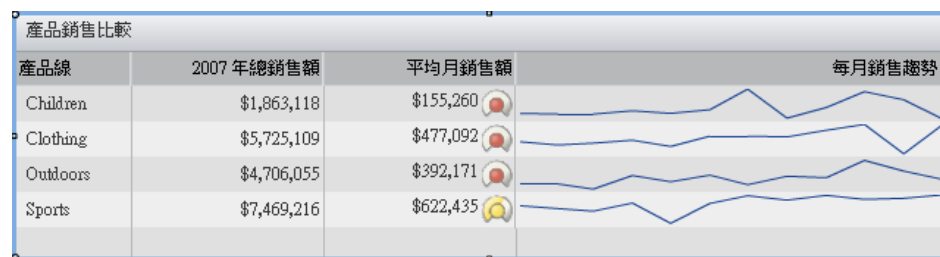 產品銷售比較
產品線 2007 年總銷售額 平均月銷售額 每月銷售趨勢
Children $1,863,118 $155,260
Clothing $5,725,109 $477,092
Outdoors $4,706,055 $392,171
Sports $7,469,216 $622,435